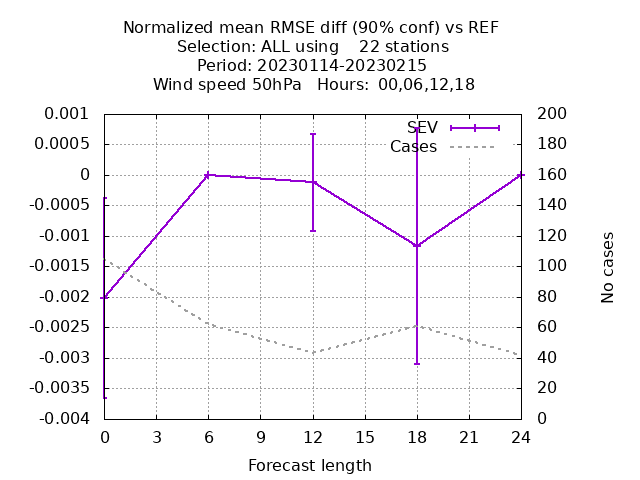 Normalized mean RMSE diff (90% conf) vs REF
Selection: ALL using    22 stations
Period: 20230114-20230215
Wind speed 50hPa   Hours:  00,06,12,18
0.001
0.0005
0
-0.0005
-0.001
-0.0015
-0.002
-0.0025
-0.003
-0.0035
-0.004
SEV
Cases
200
180
160
140
120
100
80
60
40
20
0
No cases
0 3 6 9 12 15 18 21 24
Forecast length